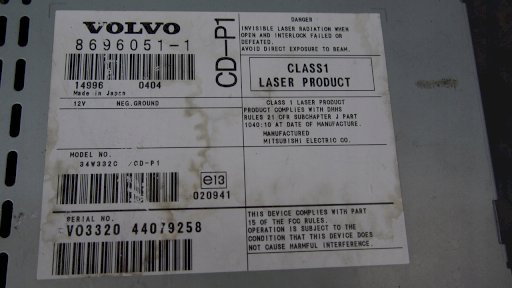 VOLVO
8696051-1
14996 0404
Made in Japan
CD-P1
12V NEG.GROUND
MODEL NO.
34W332C /CD-P1
e13
020941
SERIAL NO.
VO3320 44079258
DANGER
INVISIBLE LASER RADIATION WHEN
OPEN AND INTERLOCK FAILED OR
DEFEATED.
AVOID DIRECT EXPOSURE TO BEAM.
CLASS1
LASER PRODUCT
CLASS 1 LASER PRODUCT
PRODUCT COMPLIES WITH DHHS
RULES 21 CFR SUBCHAPTER J PART
1040:10 AT DATE OF MANUFACTURE.
MANUFACTURED
MITSUBISHI ELECTRIC CO.
THIS DEVICE COMPLIES WITH PART
15 OF THE FCC RULES.
OPERATION IS SUBJECT TO THE
CONDITION THAT THIS DEVICE DOES
NOT CAUSE HARMFUL INTERFERENCE.